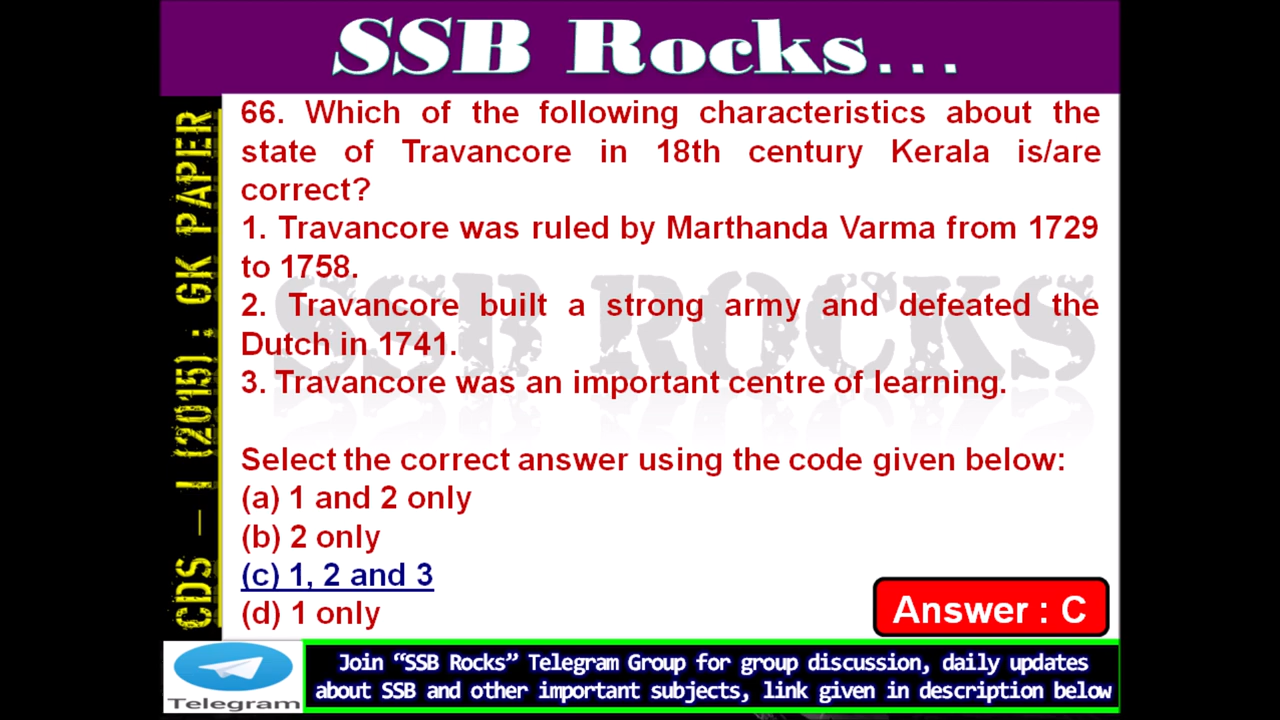 SSB Rocks...
CDS – I (2015) : GK PAPER
66. Which of the following characteristics about the
state of Travancore in 18th century Kerala is/are
correct?
1. Travancore was ruled by Marthanda Varma from 1729
to 1758.
2. Travancore built a strong army and defeated the
Dutch in 1741.
3. Travancore was an important centre of learning.
SSB ROCKS
Select the correct answer using the code given below:
(a) 1 and 2 only
(b) 2 only
(c) 1, 2 and 3
(d) 1 only
Answer : C
Telegram
Join “SSB Rocks” Telegram Group for group discussion, daily updates
about SSB and other important subjects, link given in description below